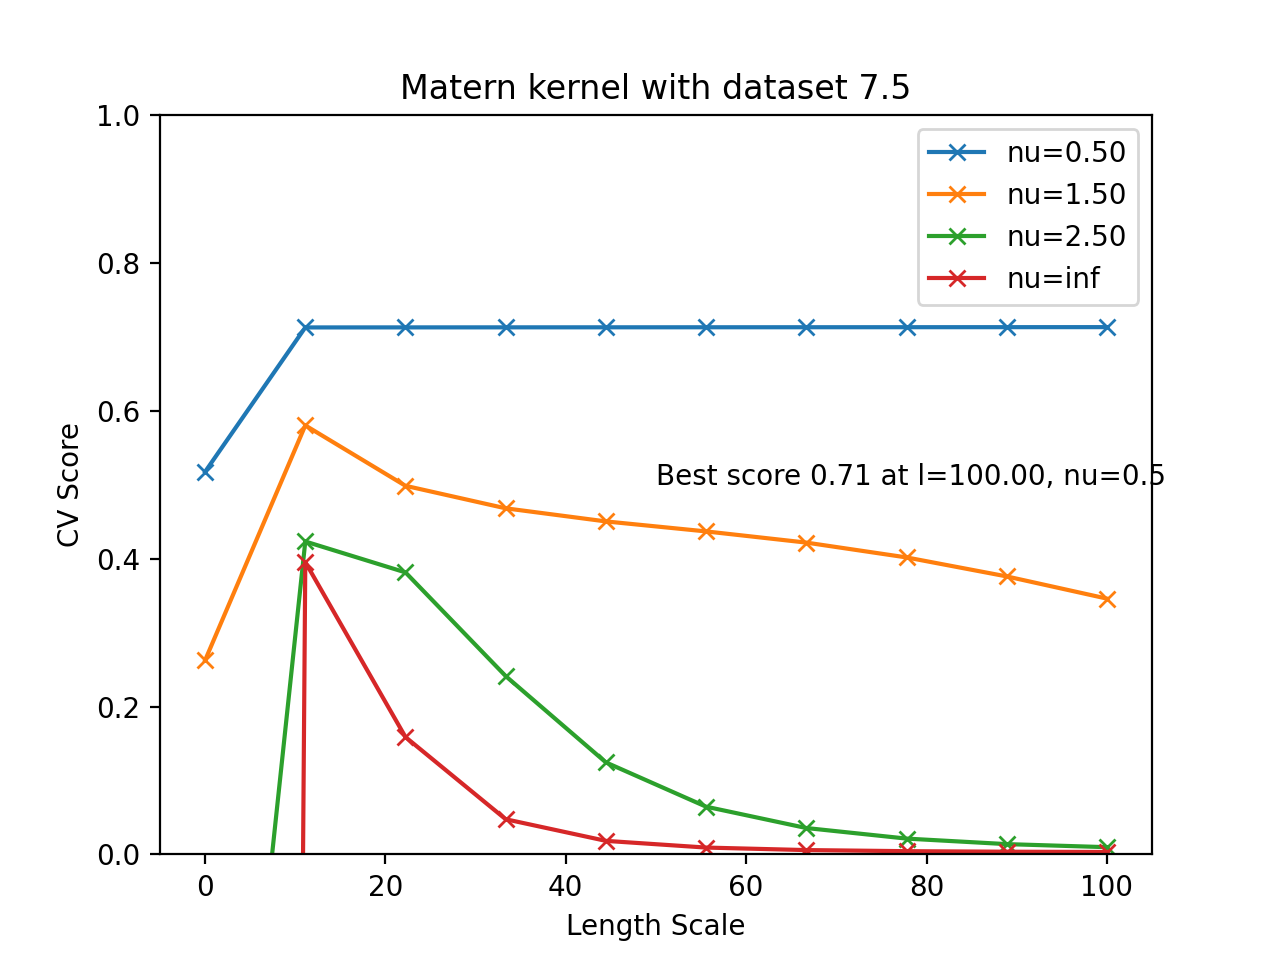 Matern kernel with dataset 7.5
1.0
0.8
0.6
0.4
0.2
0.0
CV Score
nu=0.50
nu=1.50
nu=2.50
nu=inf
Best score 0.71 at l=100.00, nu=0.5
0 20 40 60 80 100
Length Scale